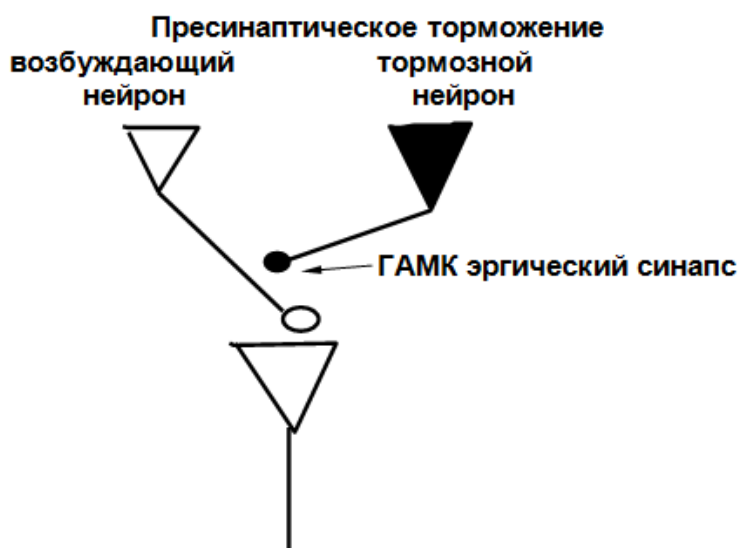 Пресинаптическое торможение
возбуждающий
нейрон
тормозной
нейрон
ГАМК эргический синапс